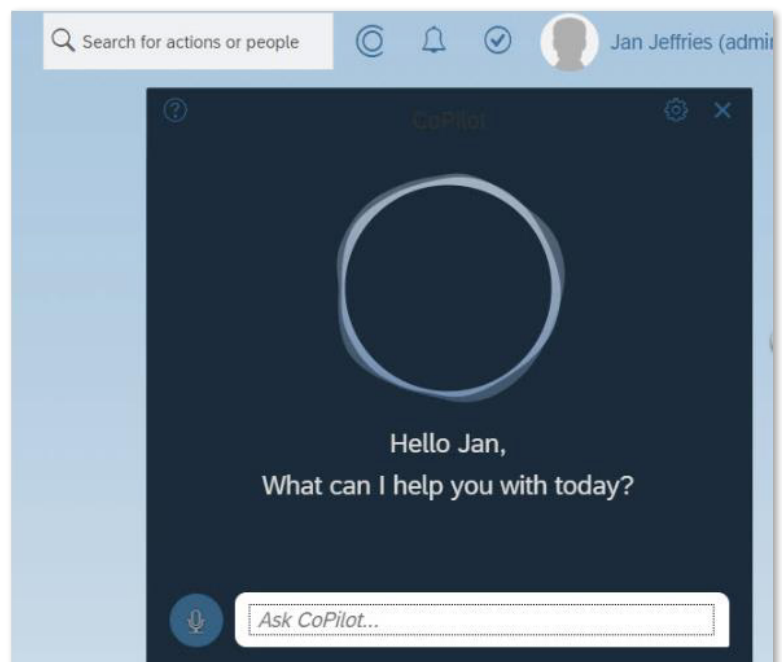 Search for actions or people
Jan Jeffries (admi
CoPilot
Hello Jan,
What can I help you with today?
Ask CoPilot...